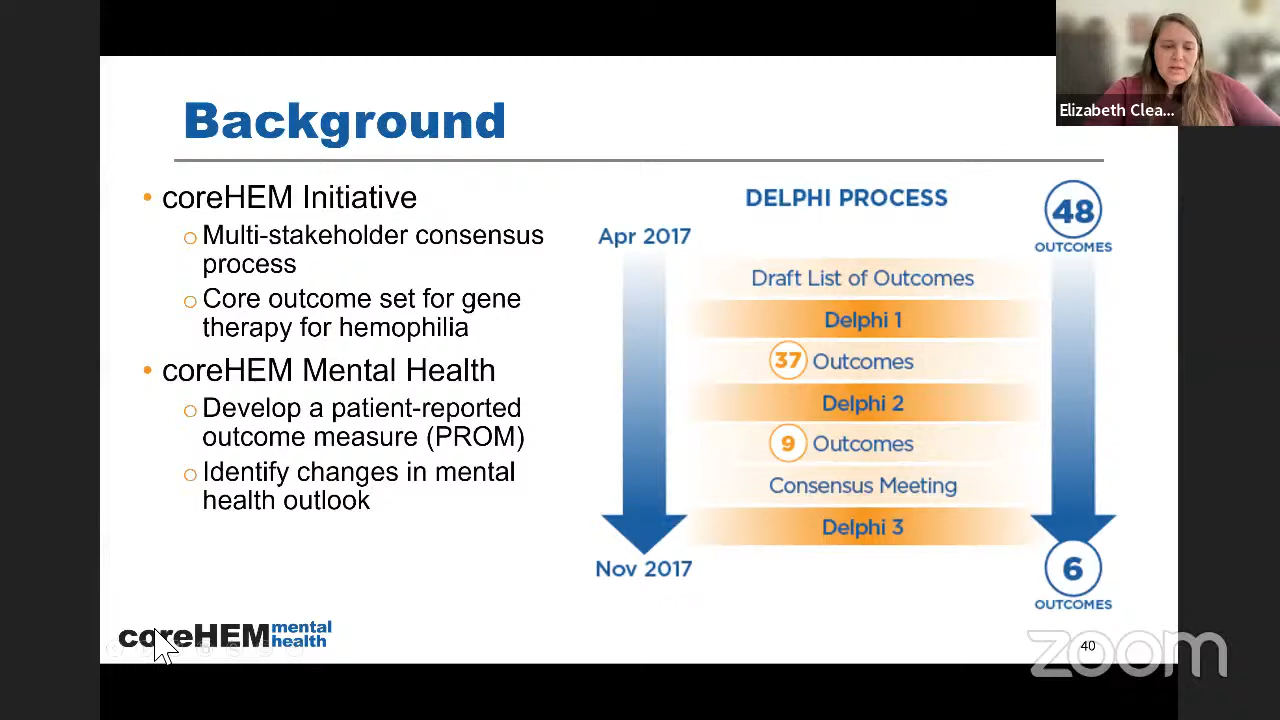 Background
• coreHEM Initiative
o Multi-stakeholder consensus
process
o Core outcome set for gene
therapy for hemophilia
• coreHEM Mental Health
o Develop a patient-reported
outcome measure (PROM)
o Identify changes in mental
health outlook
DELPHI PROCESS
Apr 2017
48
OUTCOMES
Draft List of Outcomes
Delphi 1
37 Outcomes
Delphi 2
9 Outcomes
Consensus Meeting
Delphi 3
Nov 2017
6
OUTCOMES
coreHEM mental
health
40
zoom
Elizabeth Clea...